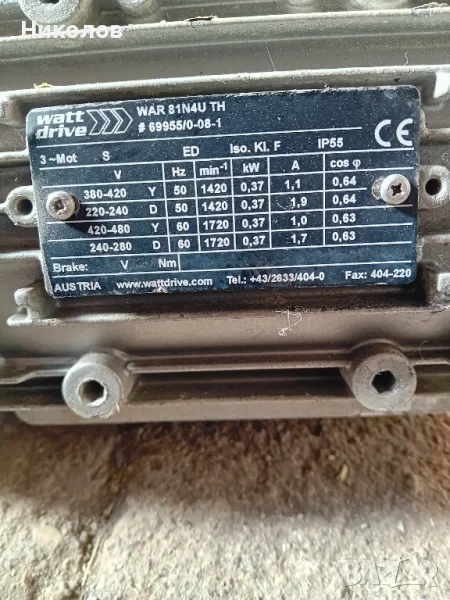 Николов
watt drive
WAR 81N4U TH
# 69955/0-08-1
CE
3~Mot S ED Iso. Kl. F IP55
V Hz min-1 kW A cos φ
380-420 Y 50 1420 0,37 1,1 0,64
220-240 D 50 1420 0,37 1,9 0,64
420-480 Y 60 1720 0,37 1,0 0,63
240-280 D 60 1720 0,37 1,7 0,63
Brake: V Nm
AUSTRIA www.wattdrive.com Tel.: +43/2633/404-0 Fax: 404-220
BAZAR